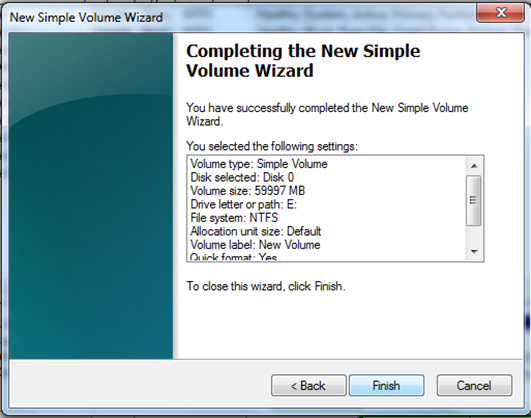 New Simple Volume Wizard
Completing the New Simple
Volume Wizard
You have successfully completed the New Simple Volume
Wizard.
You selected the following settings:
Volume type: Simple Volume
Disk selected: Disk 0
Volume size: 59997 MB
Drive letter or path: E:
File system: NTFS
Allocation unit size: Default
Volume label: New Volume
Quick format: Yes
To close this wizard, click Finish.
< Back
Finish
Cancel